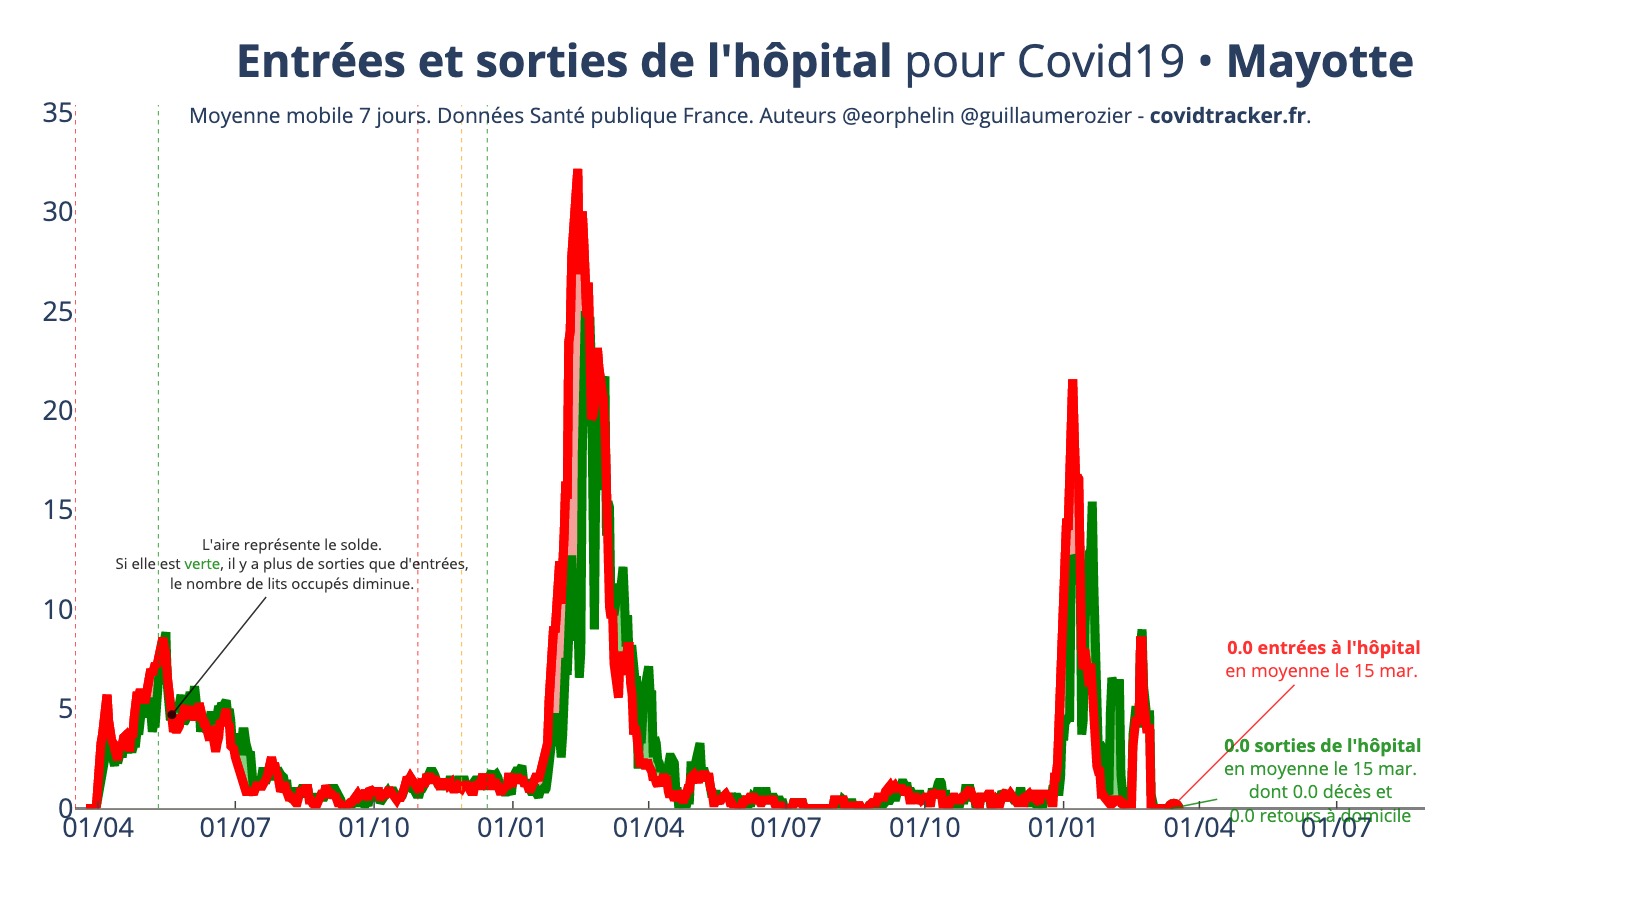 Entrées et sorties de l'hôpital pour Covid19 • Mayotte
Moyenne mobile 7 jours. Données Santé publique France. Auteurs @eorphelin @guillaumerozier - covidtracker.fr.
35
30
25
20
15
10
5
0
L'aire représente le solde.
Si elle est verte, il y a plus de sorties que d'entrées,
le nombre de lits occupés diminue.
0.0 entrées à l'hôpital
en moyenne le 15 mar.
0.0 sorties de l'hôpital
en moyenne le 15 mar.
dont 0.0 décès et
0.0 retours à domicile
01/04 01/07 01/10 01/01 01/04 01/07 01/10 01/01 01/04 01/07